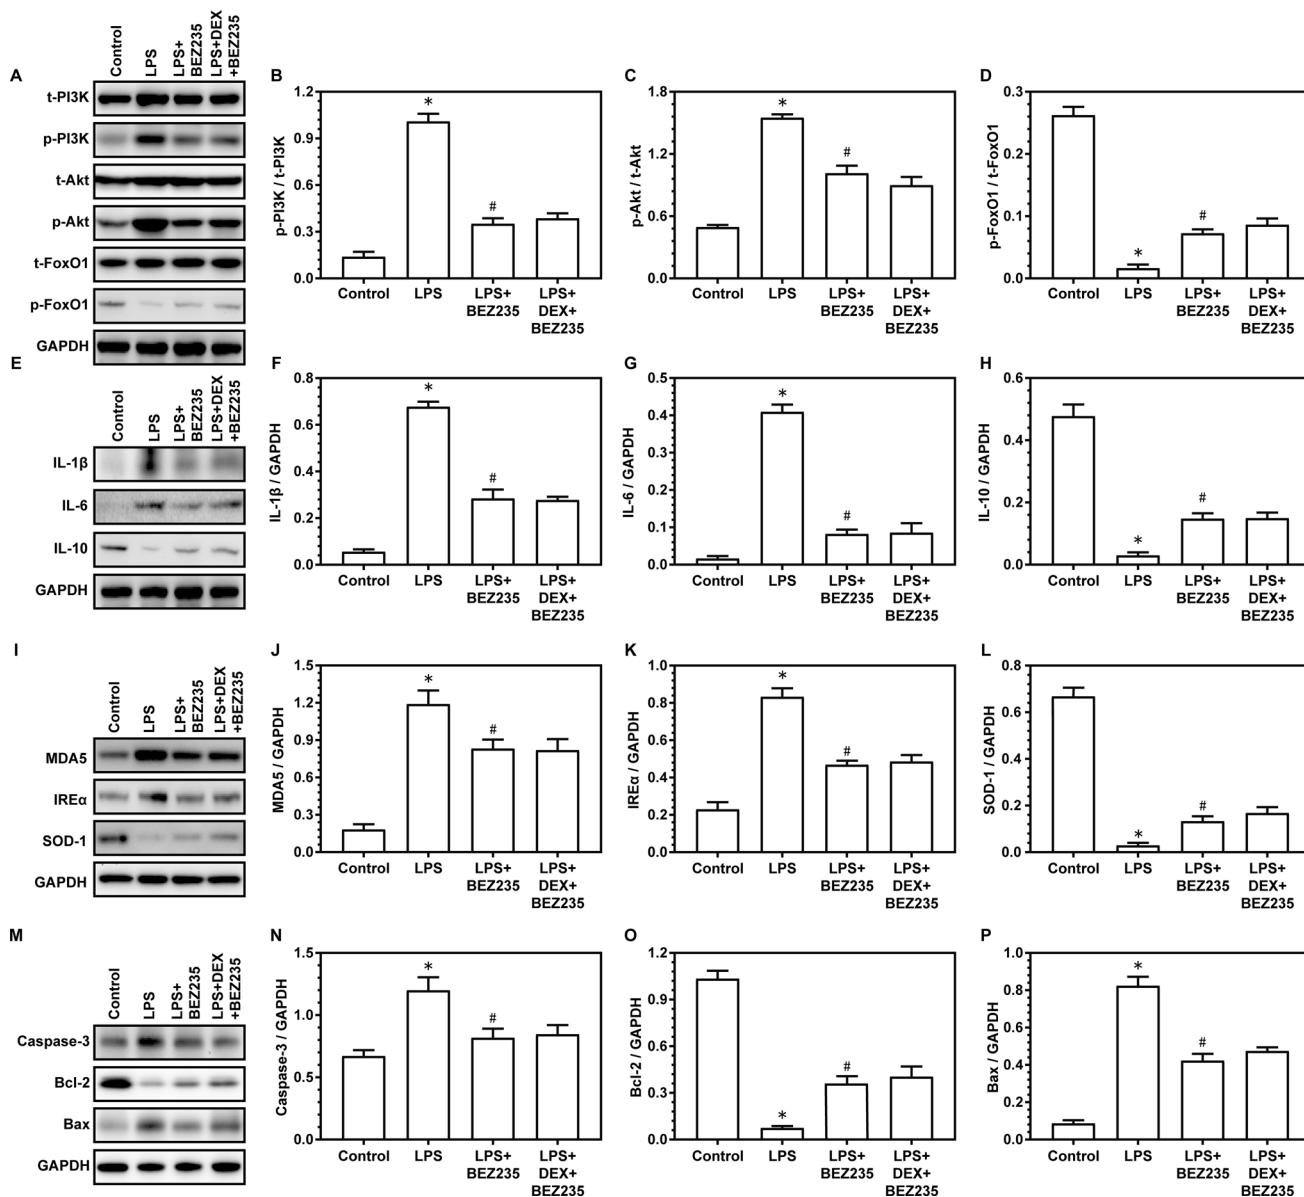 A
Control
LPS
LPS+
BEZ235
LPS+DEX
+BEZ235
t-PI3K
p-PI3K
t-Akt
p-Akt
t-FoxO1
p-FoxO1
GAPDH
B
p-PI3K / t-PI3K
1.2
0.9
0.6
0.3
0.0
*
#
Control
LPS
LPS+
BEZ235
LPS+
DEX+
BEZ235
C
p-Akt / t-Akt
1.8
1.2
0.6
0.0
*
#
Control
LPS
LPS+
BEZ235
LPS+
DEX+
BEZ235
D
p-FoxO1 / t-FoxO1
0.3
0.2
0.1
0.0
*
#
Control
LPS
LPS+
BEZ235
LPS+
DEX+
BEZ235
E
Control
LPS
LPS+
BEZ235
LPS+DEX
+BEZ235
IL-1β
IL-6
IL-10
GAPDH
F
IL-1β / GAPDH
0.8
0.6
0.4
0.2
0.0
*
#
Control
LPS
LPS+
BEZ235
LPS+
DEX+
BEZ235
G
IL-6 / GAPDH
0.5
0.4
0.3
0.2
0.1
0.0
*
#
Control
LPS
LPS+
BEZ235
LPS+
DEX+
BEZ235
H
IL-10 / GAPDH
0.6
0.4
0.2
0.0
*
#
Control
LPS
LPS+
BEZ235
LPS+
DEX+
BEZ235
I
Control
LPS
LPS+
BEZ235
LPS+DEX
+BEZ235
MDA5
IREα
SOD-1
GAPDH
J
MDA5 / GAPDH
1.5
1.2
0.9
0.6
0.3
0.0
*
#
Control
LPS
LPS+
BEZ235
LPS+
DEX+
BEZ235
K
IREα / GAPDH
1.0
0.8
0.6
0.4
0.2
0.0
*
#
Control
LPS
LPS+
BEZ235
LPS+
DEX+
BEZ235
L
SOD-1 / GAPDH
0.8
0.6
0.4
0.2
0.0
*
#
Control
LPS
LPS+
BEZ235
LPS+
DEX+
BEZ235
M
Control
LPS
LPS+
BEZ235
LPS+DEX
+BEZ235
Caspase-3
Bcl-2
Bax
GAPDH
N
Caspase-3 / GAPDH
1.5
1.0
0.5
0.0
*
#
Control
LPS
LPS+
BEZ235
LPS+
DEX+
BEZ235
O
Bcl-2 / GAPDH
1.2
0.9
0.6
0.3
0.0
*
#
Control
LPS
LPS+
BEZ235
LPS+
DEX+
BEZ235
P
Bax / GAPDH
1.0
0.8
0.6
0.4
0.2
0.0
*
#
Control
LPS
LPS+
BEZ235
LPS+
DEX+
BEZ235